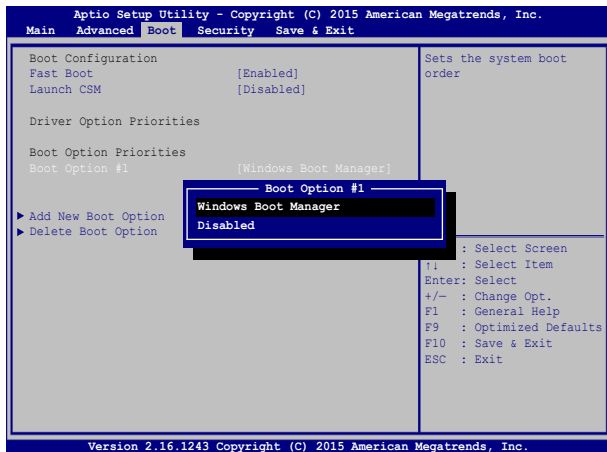 Aptio Setup Utility - Copyright (C) 2015 American Megatrends, Inc.
Main Advanced Boot Security Save & Exit
Boot Configuration
Fast Boot [Enabled]
Launch CSM [Disabled]
Driver Option Priorities
Boot Option Priorities
Boot Option #1 [Windows Boot Manager]
Add New Boot Option
Delete Boot Option
Boot Option #1
Windows Boot Manager
Disabled
Sets the system boot
order
: Select Screen
↑↓ : Select Item
Enter: Select
+/— : Change Opt.
F1 : General Help
F9 : Optimized Defaults
F10 : Save & Exit
ESC : Exit
Version 2.16.1243 Copyright (C) 2015 American Megatrends, Inc.